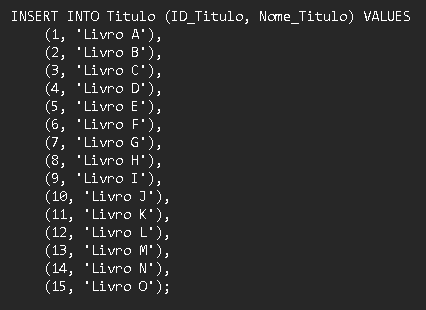 INSERT INTO Titulo (ID_Titulo, Nome_Titulo) VALUES
(1, 'Livro A'),
(2, 'Livro B'),
(3, 'Livro C'),
(4, 'Livro D'),
(5, 'Livro E'),
(6, 'Livro F'),
(7, 'Livro G'),
(8, 'Livro H'),
(9, 'Livro I'),
(10, 'Livro J'),
(11, 'Livro K'),
(12, 'Livro L'),
(13, 'Livro M'),
(14, 'Livro N'),
(15, 'Livro O');